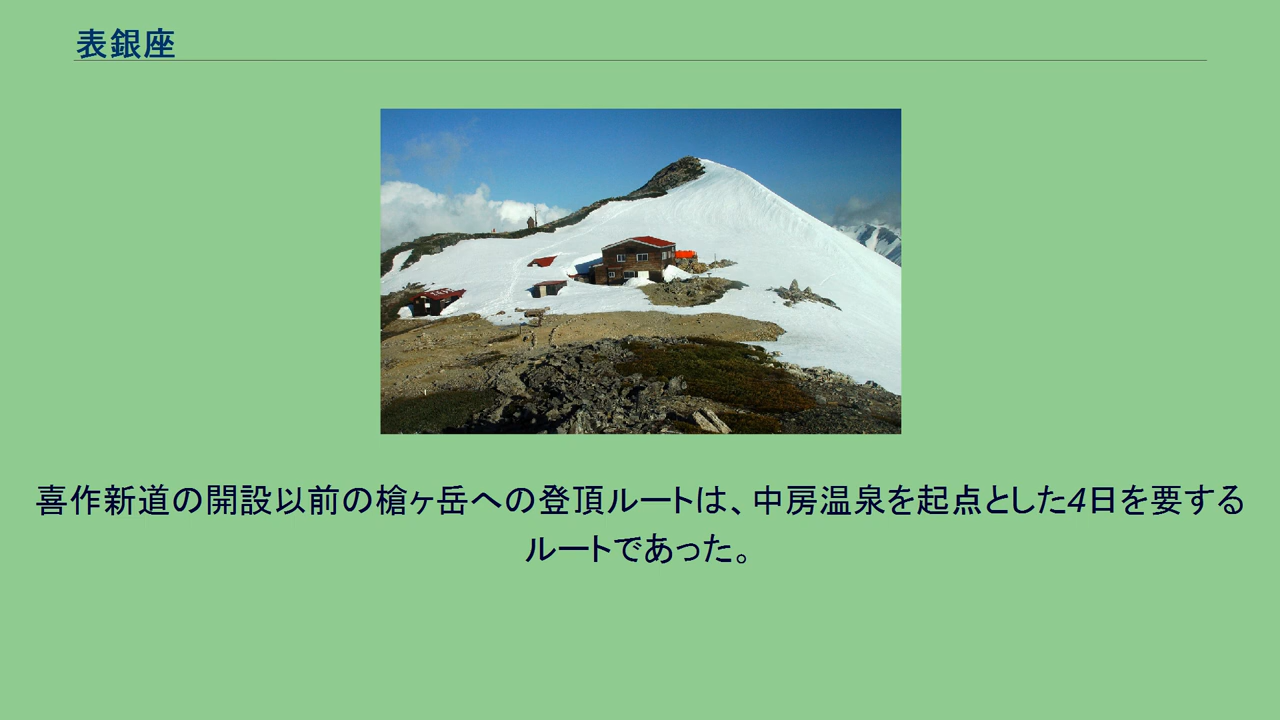 表銀座
喜作新道の開設以前の槍ヶ岳への登頂ルートは、中房温泉を起点とした4日を要する
ルートであった。